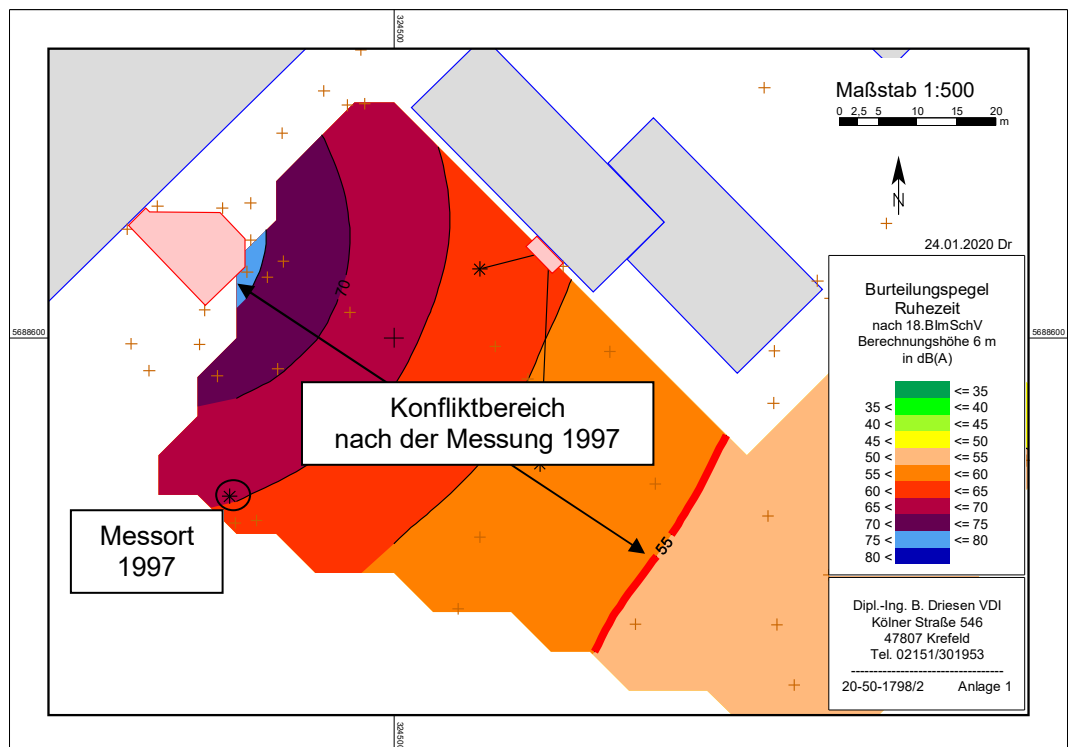 324500
Maßstab 1:500
0 2,5 5 10 15 20
m
N
24.01.2020 Dr
Burteilungspegel
Ruhezeit
nach 18.BImSchV
Berechnungshöhe 6 m
in dB(A)
<= 35
35 < <= 40
40 < <= 45
45 < <= 50
50 < <= 55
55 < <= 60
60 < <= 65
65 < <= 70
70 < <= 75
75 < <= 80
80 <
5688600
5688600
70
Konfliktbereich
nach der Messung 1997
55
Messort
1997
Dipl.-Ing. B. Driesen VDI
Kölner Straße 546
47807 Krefeld
Tel. 02151/301953
----------------------------------
20-50-1798/2 Anlage 1
324500